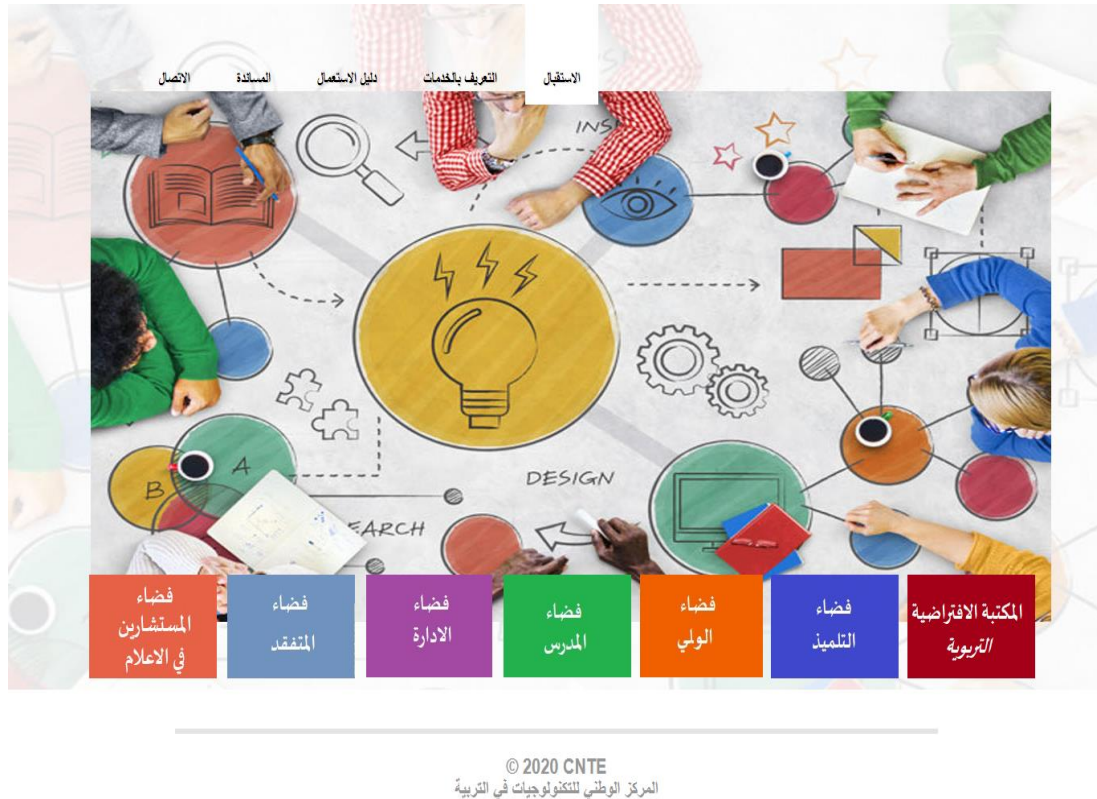 الاستقبال
التعريف بالخدمات
دليل الاستعمال
المساندة
الاتصال
INS
A
B
DESIGN
EARCH
المكتبة الافتراضية
التربوية
فضاء
التلميذ
فضاء
الولي
فضاء
المدرس
فضاء
الادارة
فضاء
المتفقد
فضاء
المستشارين
في الاعلام
© 2020 CNTE
المركز الوطني للتكنولوجيات في التربية